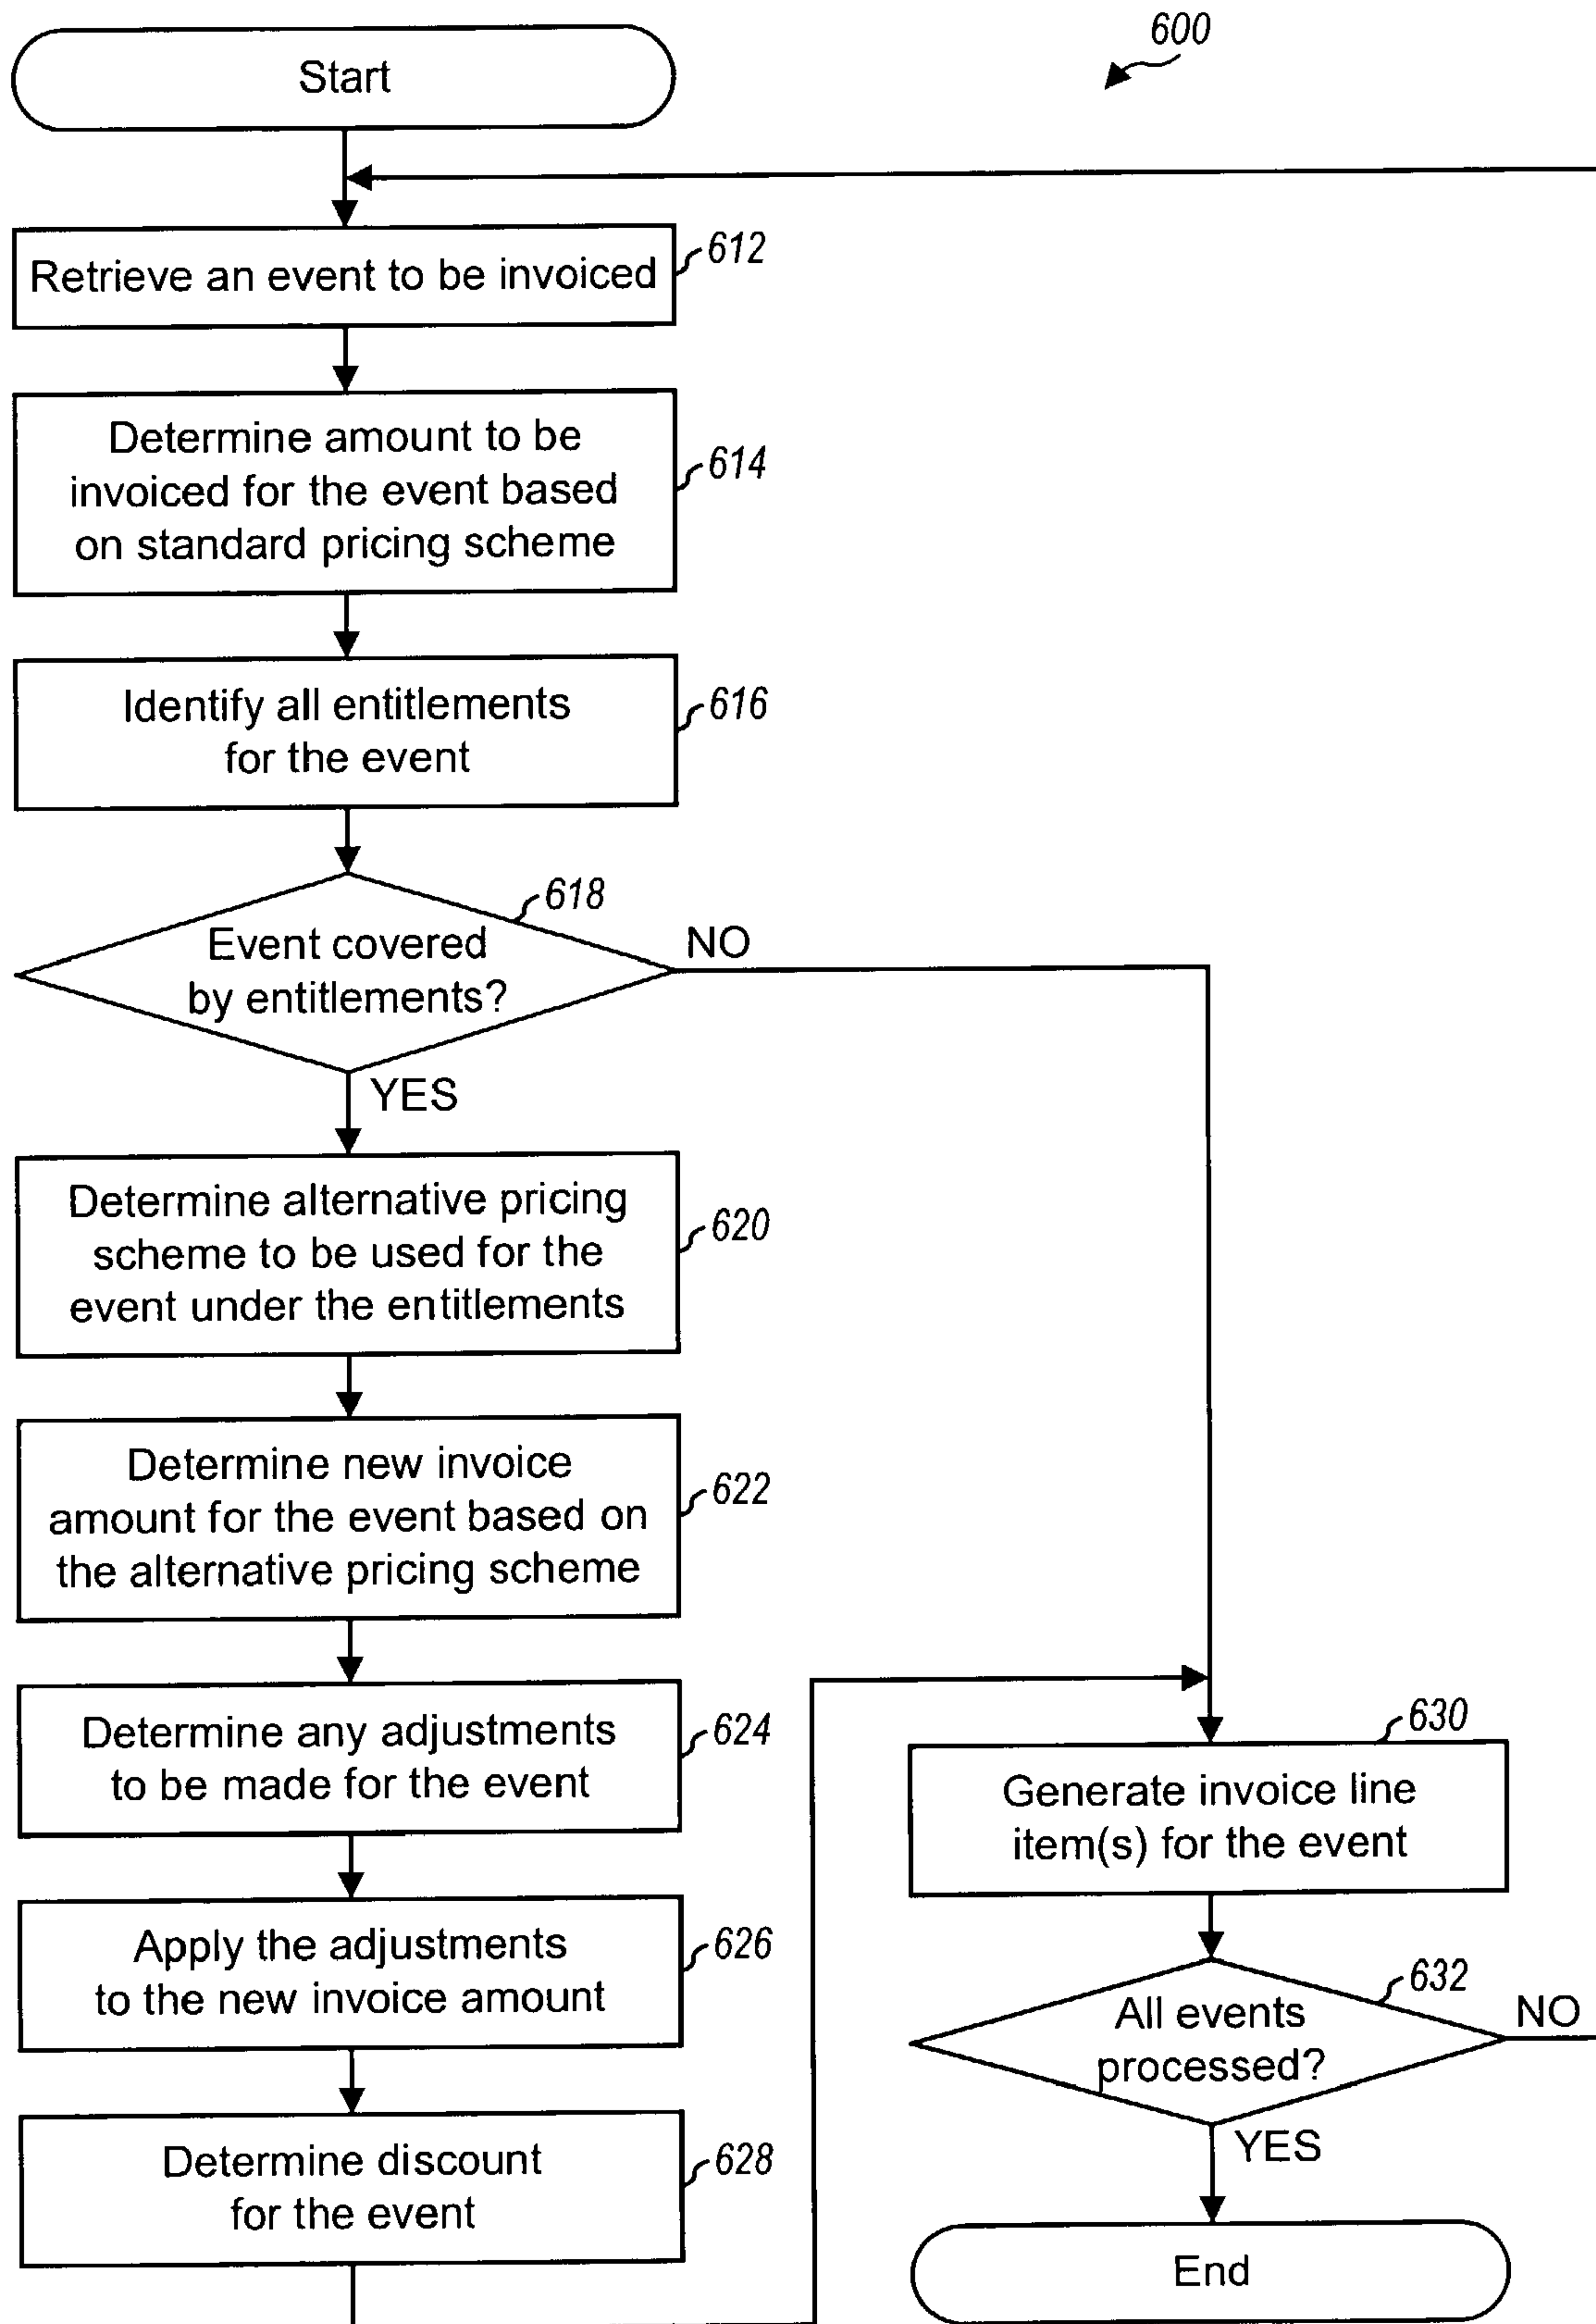 600
Start
Retrieve an event to be invoiced
612
Determine amount to be
invoiced for the event based
on standard pricing scheme
614
Identify all entitlements
for the event
616
618
Event covered
by entitlements?
NO
YES
Determine alternative pricing
scheme to be used for the
event under the entitlements
620
Determine new invoice
amount for the event based on
the alternative pricing scheme
622
Determine any adjustments
to be made for the event
624
Apply the adjustments
to the new invoice amount
626
Determine discount
for the event
628
630
Generate invoice line
item(s) for the event
632
All events
processed?
NO
YES
End